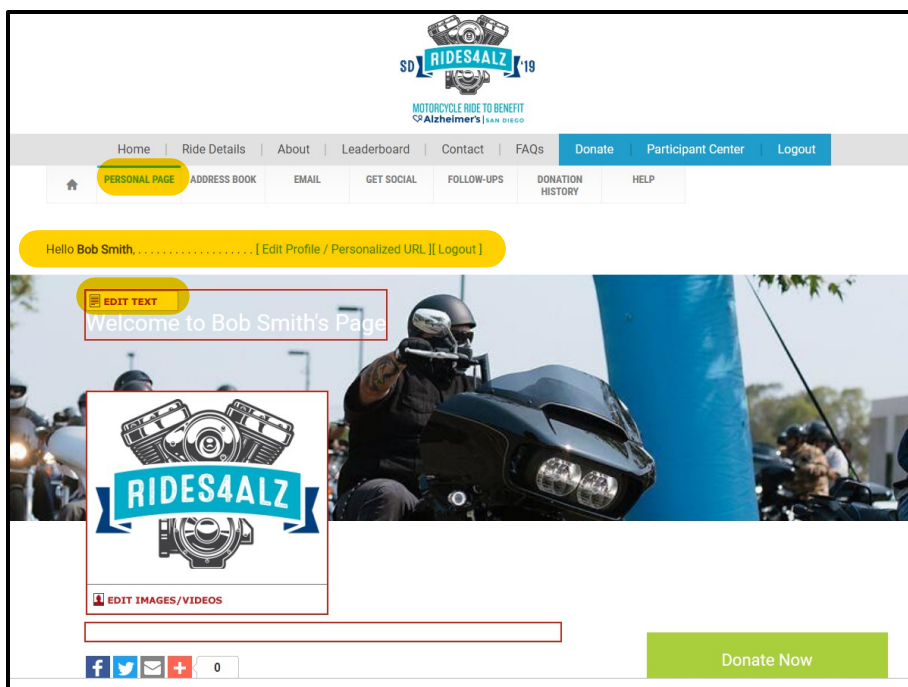 SD RIDES4ALZ '19
MOTORCYCLE RIDE TO BENEFIT
Alzheimer's | SAN DIEGO
Home | Ride Details | About | Leaderboard | Contact | FAQs Donate | Participant Center | Logout
PERSONAL PAGE ADDRESS BOOK EMAIL GET SOCIAL FOLLOW-UPS DONATION HISTORY HELP
Hello Bob Smith, . . . . . . . . . . . . . . . . . . . [ Edit Profile / Personalized URL ][ Logout ]
EDIT TEXT
Welcome to Bob Smith's Page
RIDES4ALZ
EDIT IMAGES/VIDEOS
0
Donate Now